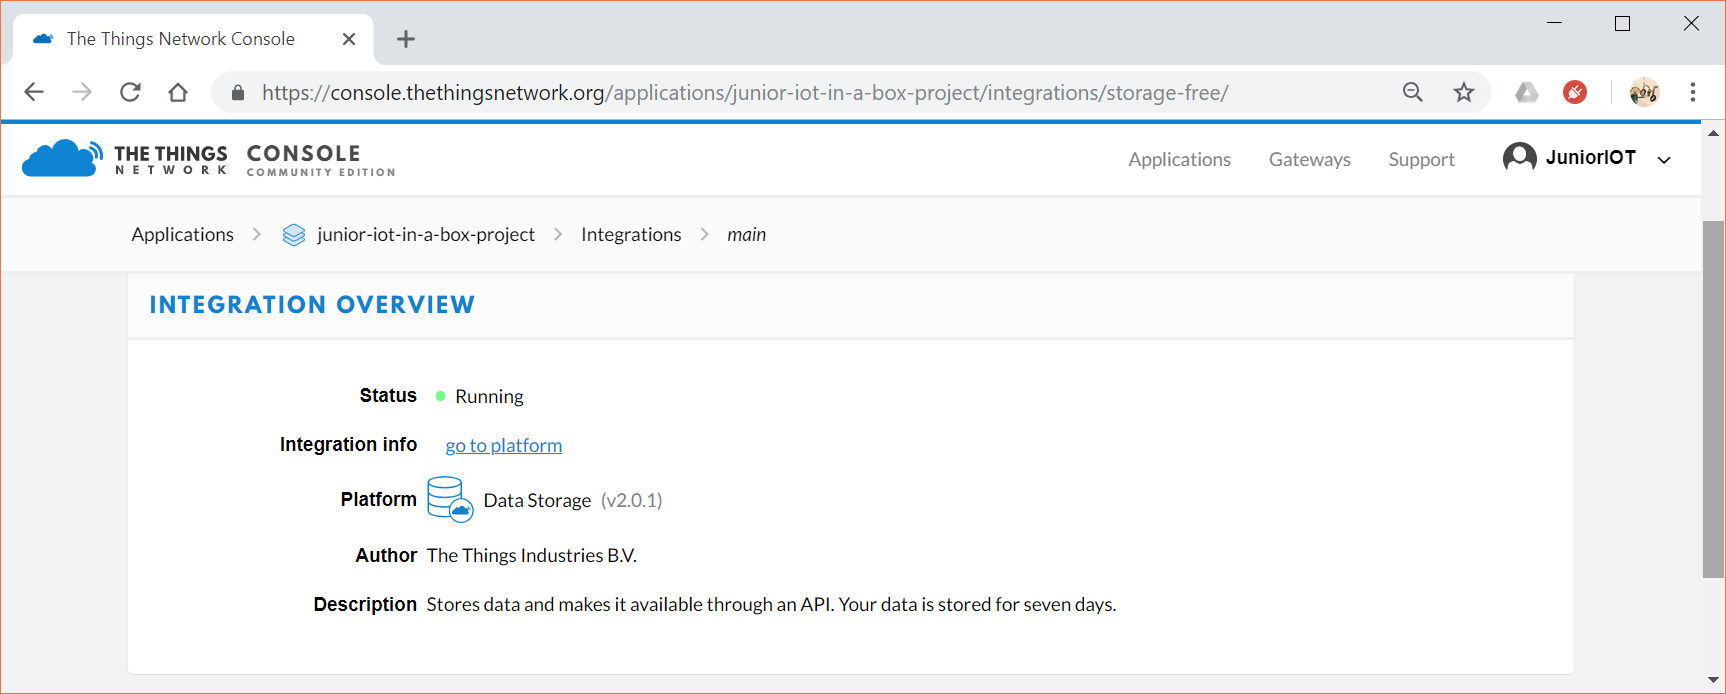 The Things Network Console
https://console.thethingsnetwork.org/applications/junior-iot-in-a-box-project/integrations/storage-free/
THE THINGS NETWORK CONSOLE COMMUNITY EDITION
Applications Gateways Support JuniorIOT
Applications junior-iot-in-a-box-project Integrations main
INTEGRATION OVERVIEW
Status Running
Integration info go to platform
Platform Data Storage (v2.0.1)
Author The Things Industries B.V.
Description Stores data and makes it available through an API. Your data is stored for seven days.